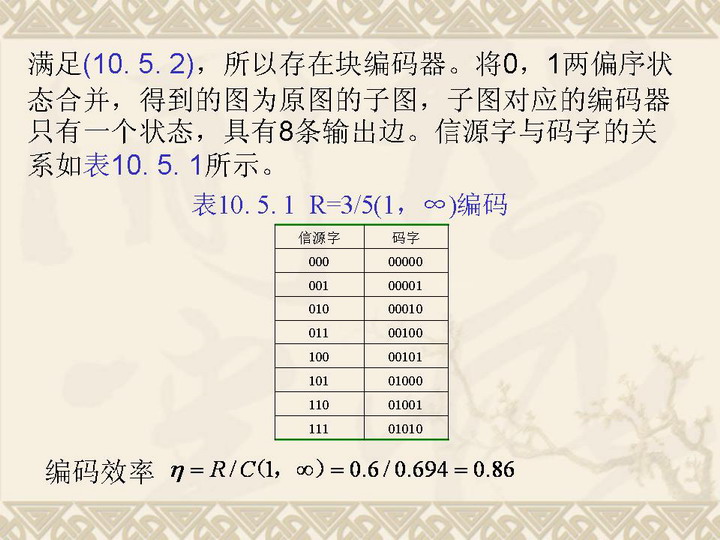 满足(10. 5. 2)，所以存在块编码器。将0，1两偏序状
态合并，得到的图为原图的子图，子图对应的编码器
只有一个状态，具有8条输出边。信源字与码字的关
系如表10. 5. 1所示。
表10. 5. 1 R=3/5(1，∞)编码
信源字 码字
000 00000
001 00001
010 00010
011 00100
100 00101
101 01000
110 01001
111 01010
编码效率 η = R / C(1，∞) = 0.6 / 0.694 = 0.86